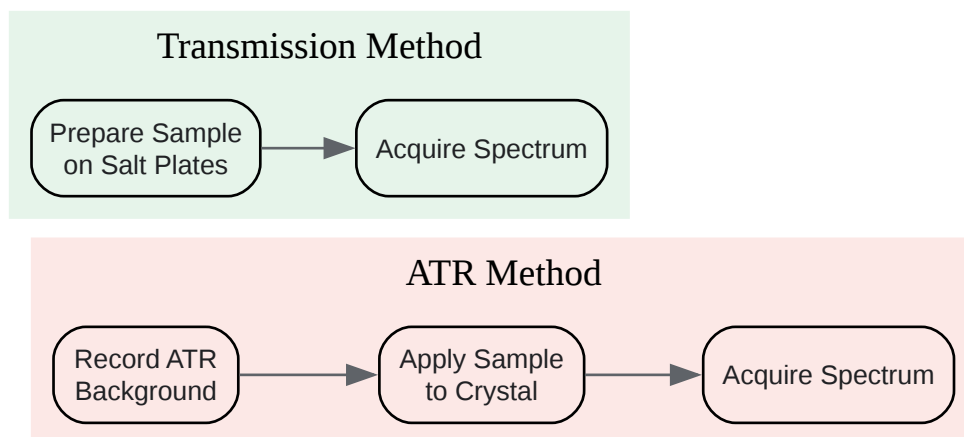 Transmission Method
Prepare Sample
on Salt Plates
Acquire Spectrum
ATR Method
Record ATR
Background
Apply Sample
to Crystal
Acquire Spectrum